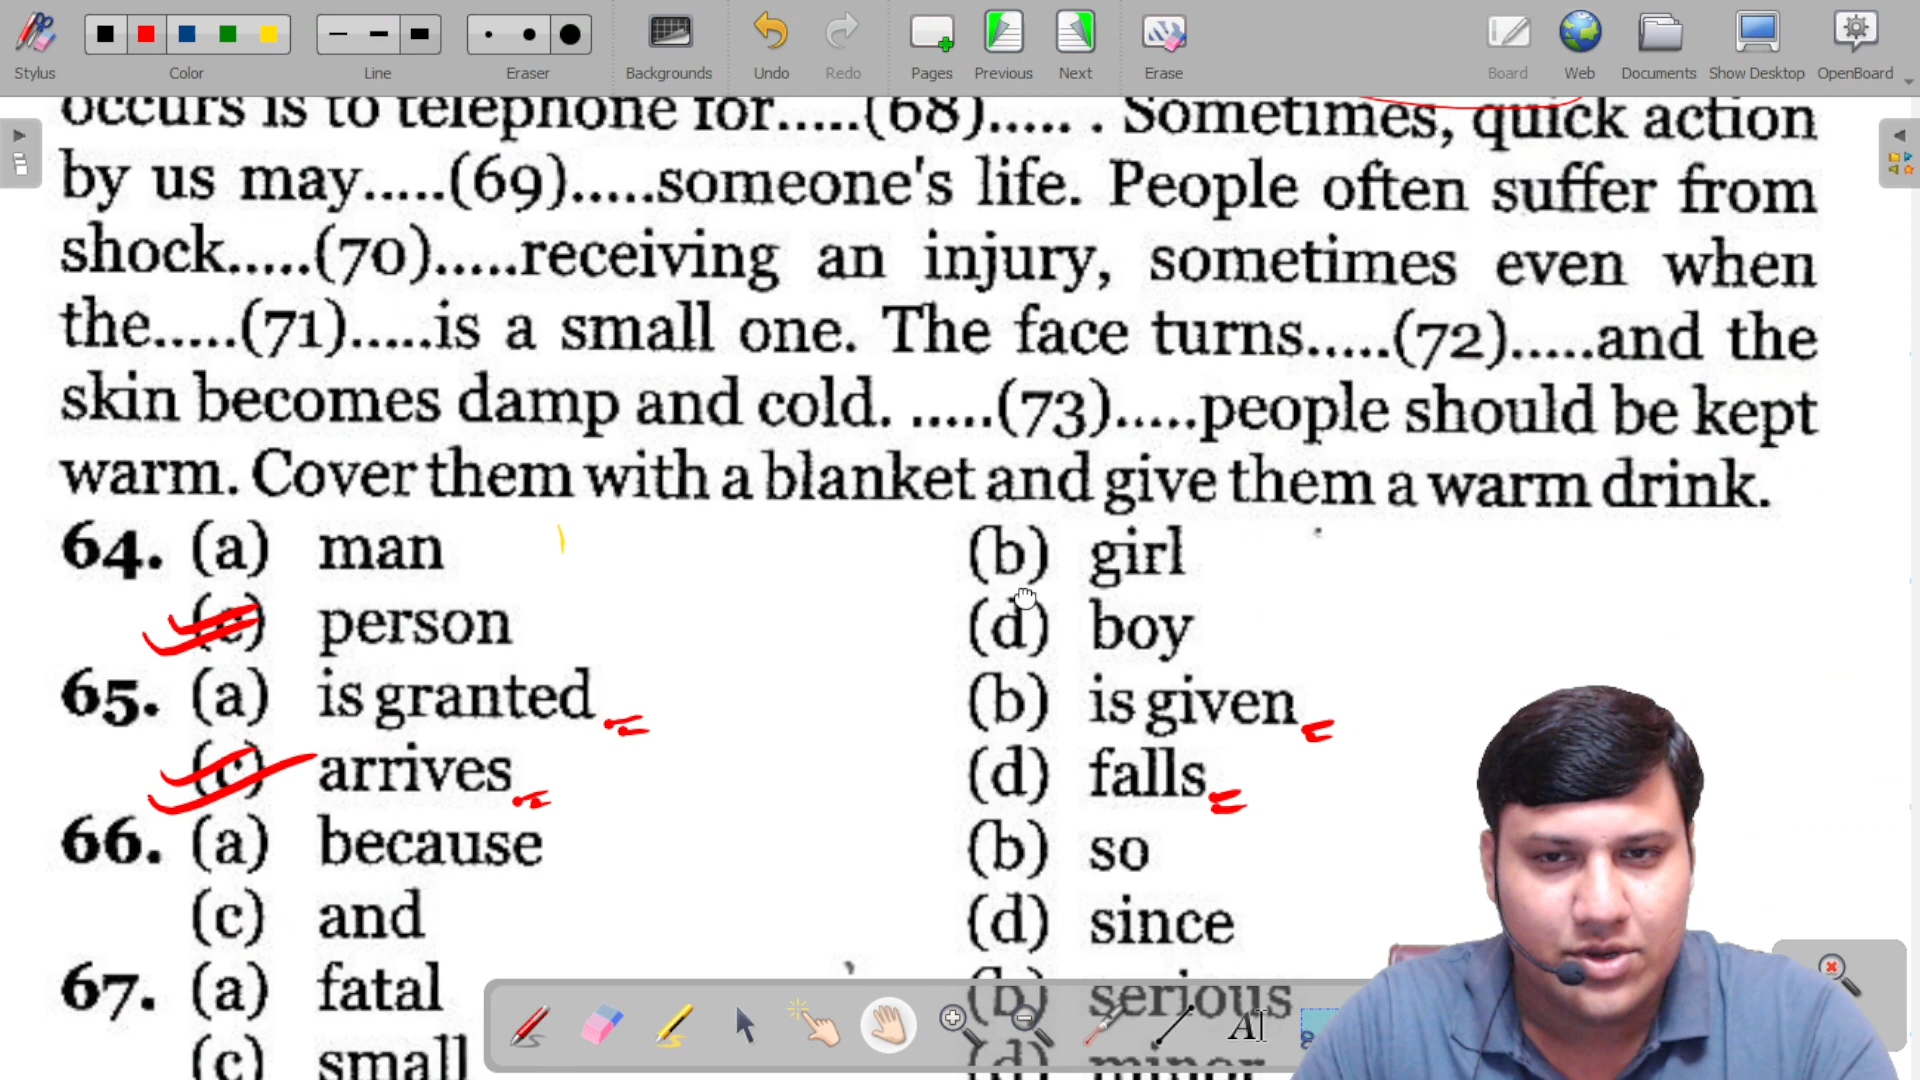 Stylus
Color
Line
Eraser
Backgrounds
Undo
Redo
Pages
Previous
Next
Erase
Board
Web
Documents
Show Desktop
OpenBoard
occurs is to telephone for.....(68)..... . Sometimes, quick action
by us may.....(69).....someone's life. People often suffer from
shock.....(70).....receiving an injury, sometimes even when
the.....(71).....is a small one. The face turns.....(72).....and the
skin becomes damp and cold. .....(73).....people should be kept
warm. Cover them with a blanket and give them a warm drink.
64. (a) man (b) girl
(c) person (d) boy
65. (a) is granted (b) is given
(c) arrives (d) falls
66. (a) because (b) so
(c) and (d) since
67. (a) fatal (b) serious
(c) small (d) minor
AI